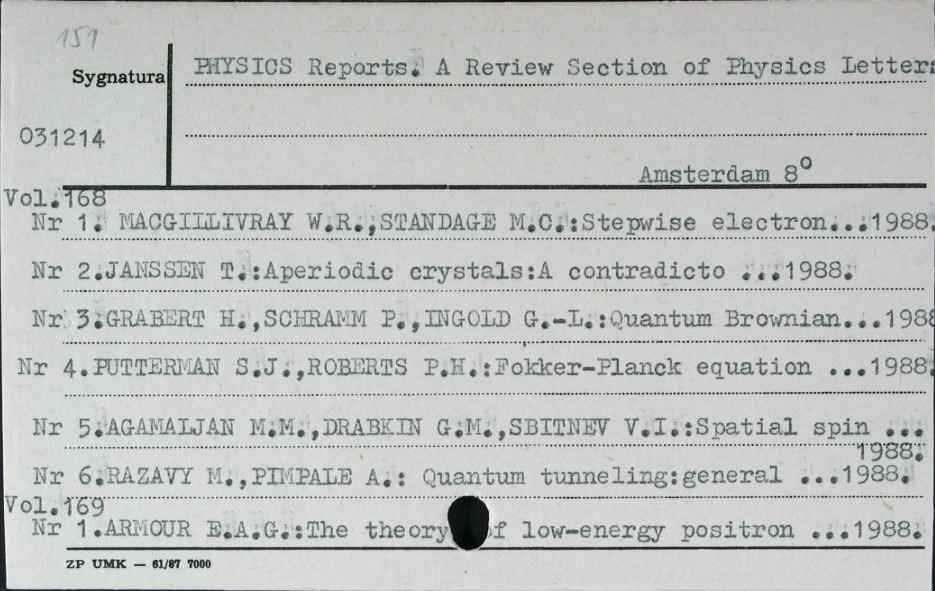 151
Sygnatura
PHYSICS Reports. A Review Section of Physics Letters
031214
Amsterdam 8°
Vol.168
Nr 1. MACGILLIVRAY W.R.,STANDAGE M.C.:Stepwise electron...1988.
Nr 2.JANSSEN T.:Aperiodic crystals:A contradicto ...1988.
Nr 3.GRABERT H.,SCHRAMM P.,INGOLD G.-L.:Quantum Brownian...1988
Nr 4.PUTTERMAN S.J.,ROBERTS P.H.:Fokker-Planck equation ...1988.
Nr 5.AGAMALJAN M.M.,DRABKIN G.M.,SBITNEV V.I.:Spatial spin ...
1988.
Nr 6.RAZAVY M.,PIMPALE A.: Quantum tunneling:general ...1988.
Vol.169
Nr 1.ARMOUR E.A.G.:The theory of low-energy positron ...1988.
ZP UMK — 61/87 7000